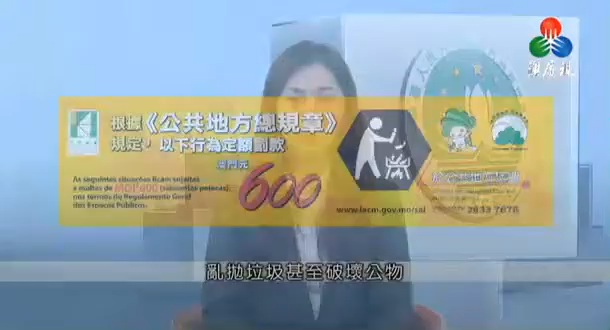 澳廣視
根據《公共地方總規章》
規定，以下行為定額罰款
澳門元
600
As seguintes situações ficam sujeitas
a multas de MOP600 (seiscentas patacas),
nos termos do Regulamento Geral
dos Espaços Públicos.
www.iacm.gov.mo/sal
2833 7676
亂拋垃圾甚至破壞公物